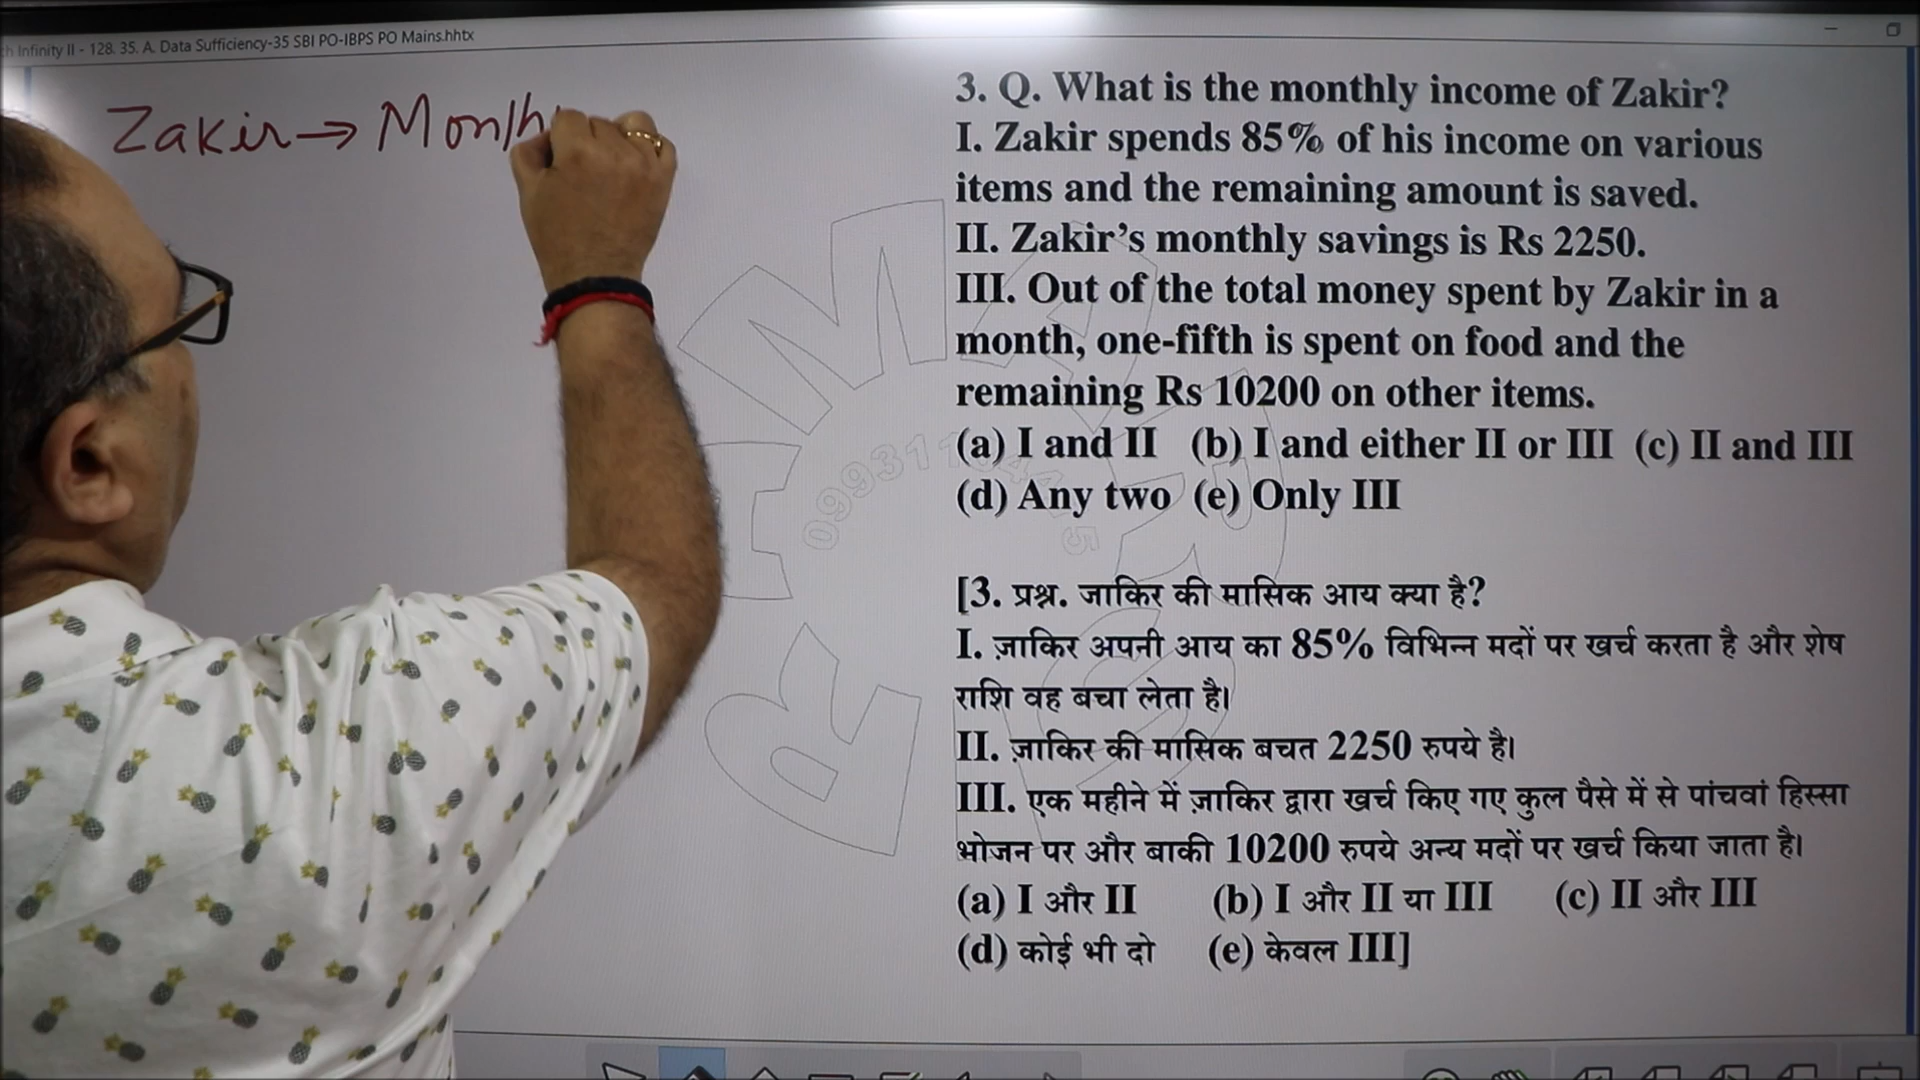 h Infinity II - 128. 35. A. Data Sufficiency-35 SBI PO-IBPS PO Mains.hhtx
Zakir → Month
3. Q. What is the monthly income of Zakir?
I. Zakir spends 85% of his income on various
items and the remaining amount is saved.
II. Zakir’s monthly savings is Rs 2250.
III. Out of the total money spent by Zakir in a
month, one-fifth is spent on food and the
remaining Rs 10200 on other items.
(a) I and II (b) I and either II or III (c) II and III
(d) Any two (e) Only III
[3. प्रश्न. जाकिर की मासिक आय क्या है?
I. ज़ाकिर अपनी आय का 85% विभिन्न मदों पर खर्च करता है और शेष
राशि वह बचा लेता है।
II. ज़ाकिर की मासिक बचत 2250 रुपये है।
III. एक महीने में ज़ाकिर द्वारा खर्च किए गए कुल पैसे में से पांचवां हिस्सा
भोजन पर और बाकी 10200 रुपये अन्य मदों पर खर्च किया जाता है।
(a) I और II (b) I और II या III (c) II और III
(d) कोई भी दो (e) केवल III]